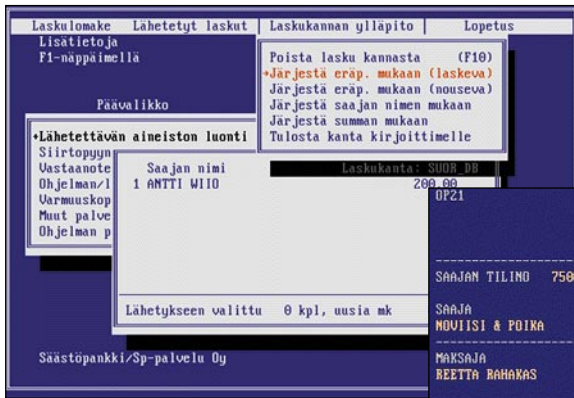 Laskulomake Lähetetyt laskut Laskukannan ylläpito Lopetus
Lisätietoja
F1-näppäimellä
Poista lasku kannasta (F10)
Järjestä eräp. mukaan (laskeva)
Järjestä eräp. mukaan (nouseva)
Järjestä saajan nimen mukaan
Järjestä summan mukaan
Tulosta kanta kirjoittimelle
Päävalikko
Lähetettävän aineiston luonti
Siirtopyyn
Vastaanote
Ohjelman/l
Varmuuskop
Muut palve
Ohjelman p
Laskukanta: SUOR_DB
Saajan nimi
1 ANTTI WIIO 200.00
Lähetykseen valittu 0 kpl, uusia mk
Säästöpankki/Sp-palvelu Oy
OP21
SAAJAN TILINO 750
SAAJA
NOVIISI & POIKA
MAKSAJA
REETTA RAHAKAS